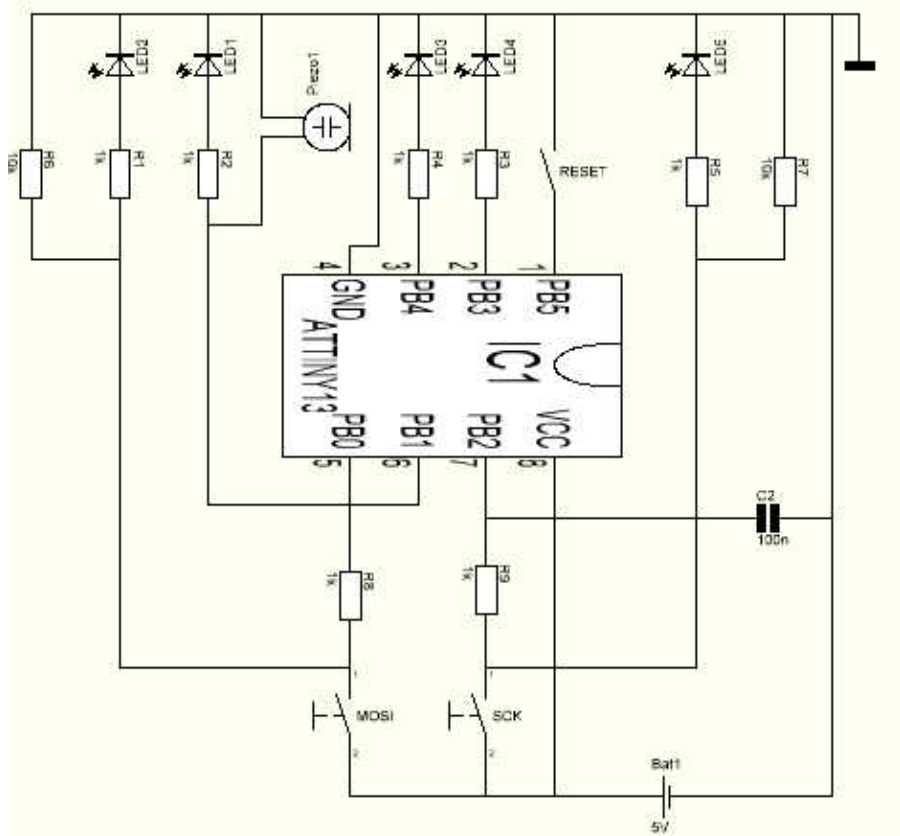 LED2
LED1
Piezo1
LED3
LED4
LED5
R6
10k
R1
1k
R2
1k
R4
1k
R3
1k
RESET
R5
1k
R7
10k
4
3
2
1
GND
PB4
PB3
PB5
ATTINY13
IC1
PB0
PB1
PB2
VCC
5
6
7
8
C2
100n
R8
1k
R9
1k
1
1
MOSI
SCK
2
2
Bat1
5V